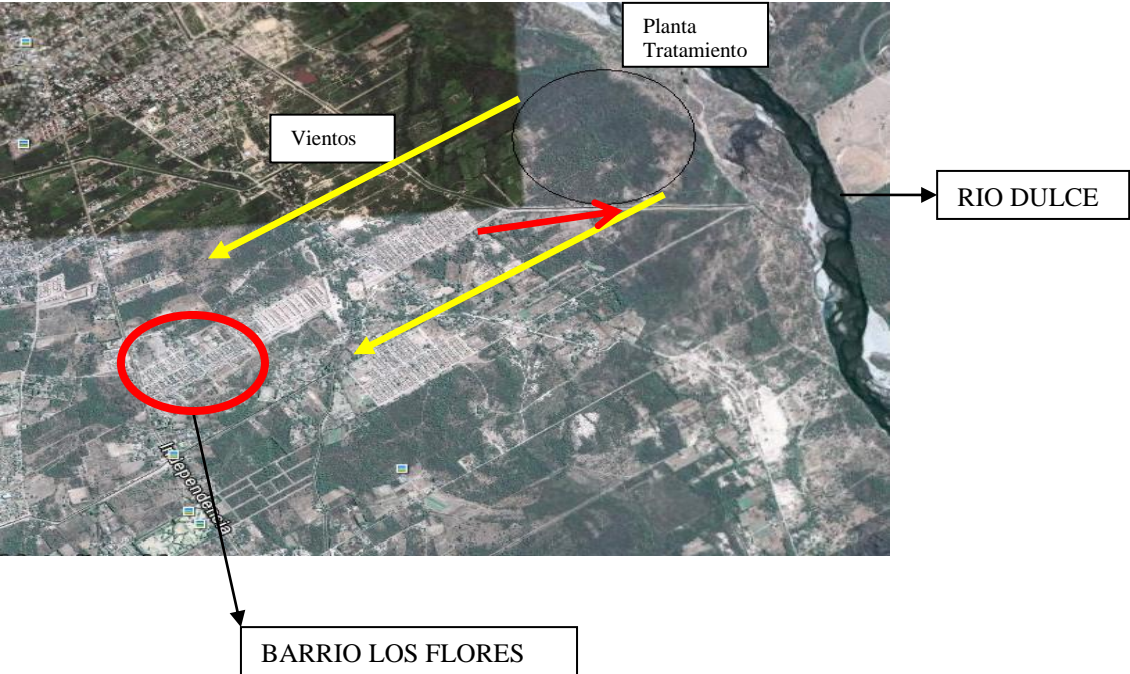 Planta
Tratamiento
Vientos
RIO DULCE
Independencia
BARRIO LOS FLORES